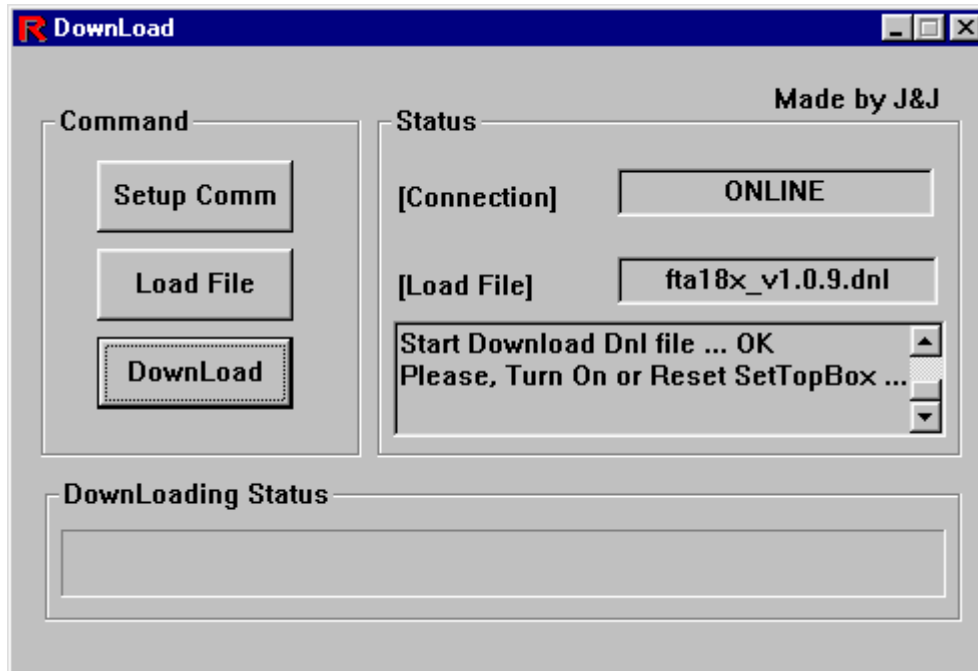 DownLoad
Made by J&J
Command
Setup Comm
Load File
DownLoad
Status
[Connection]
ONLINE
[Load File]
fta18x_v1.0.9.dnl
Start Download Dnl file ... OK
Please, Turn On or Reset SetTopBox ...
DownLoading Status